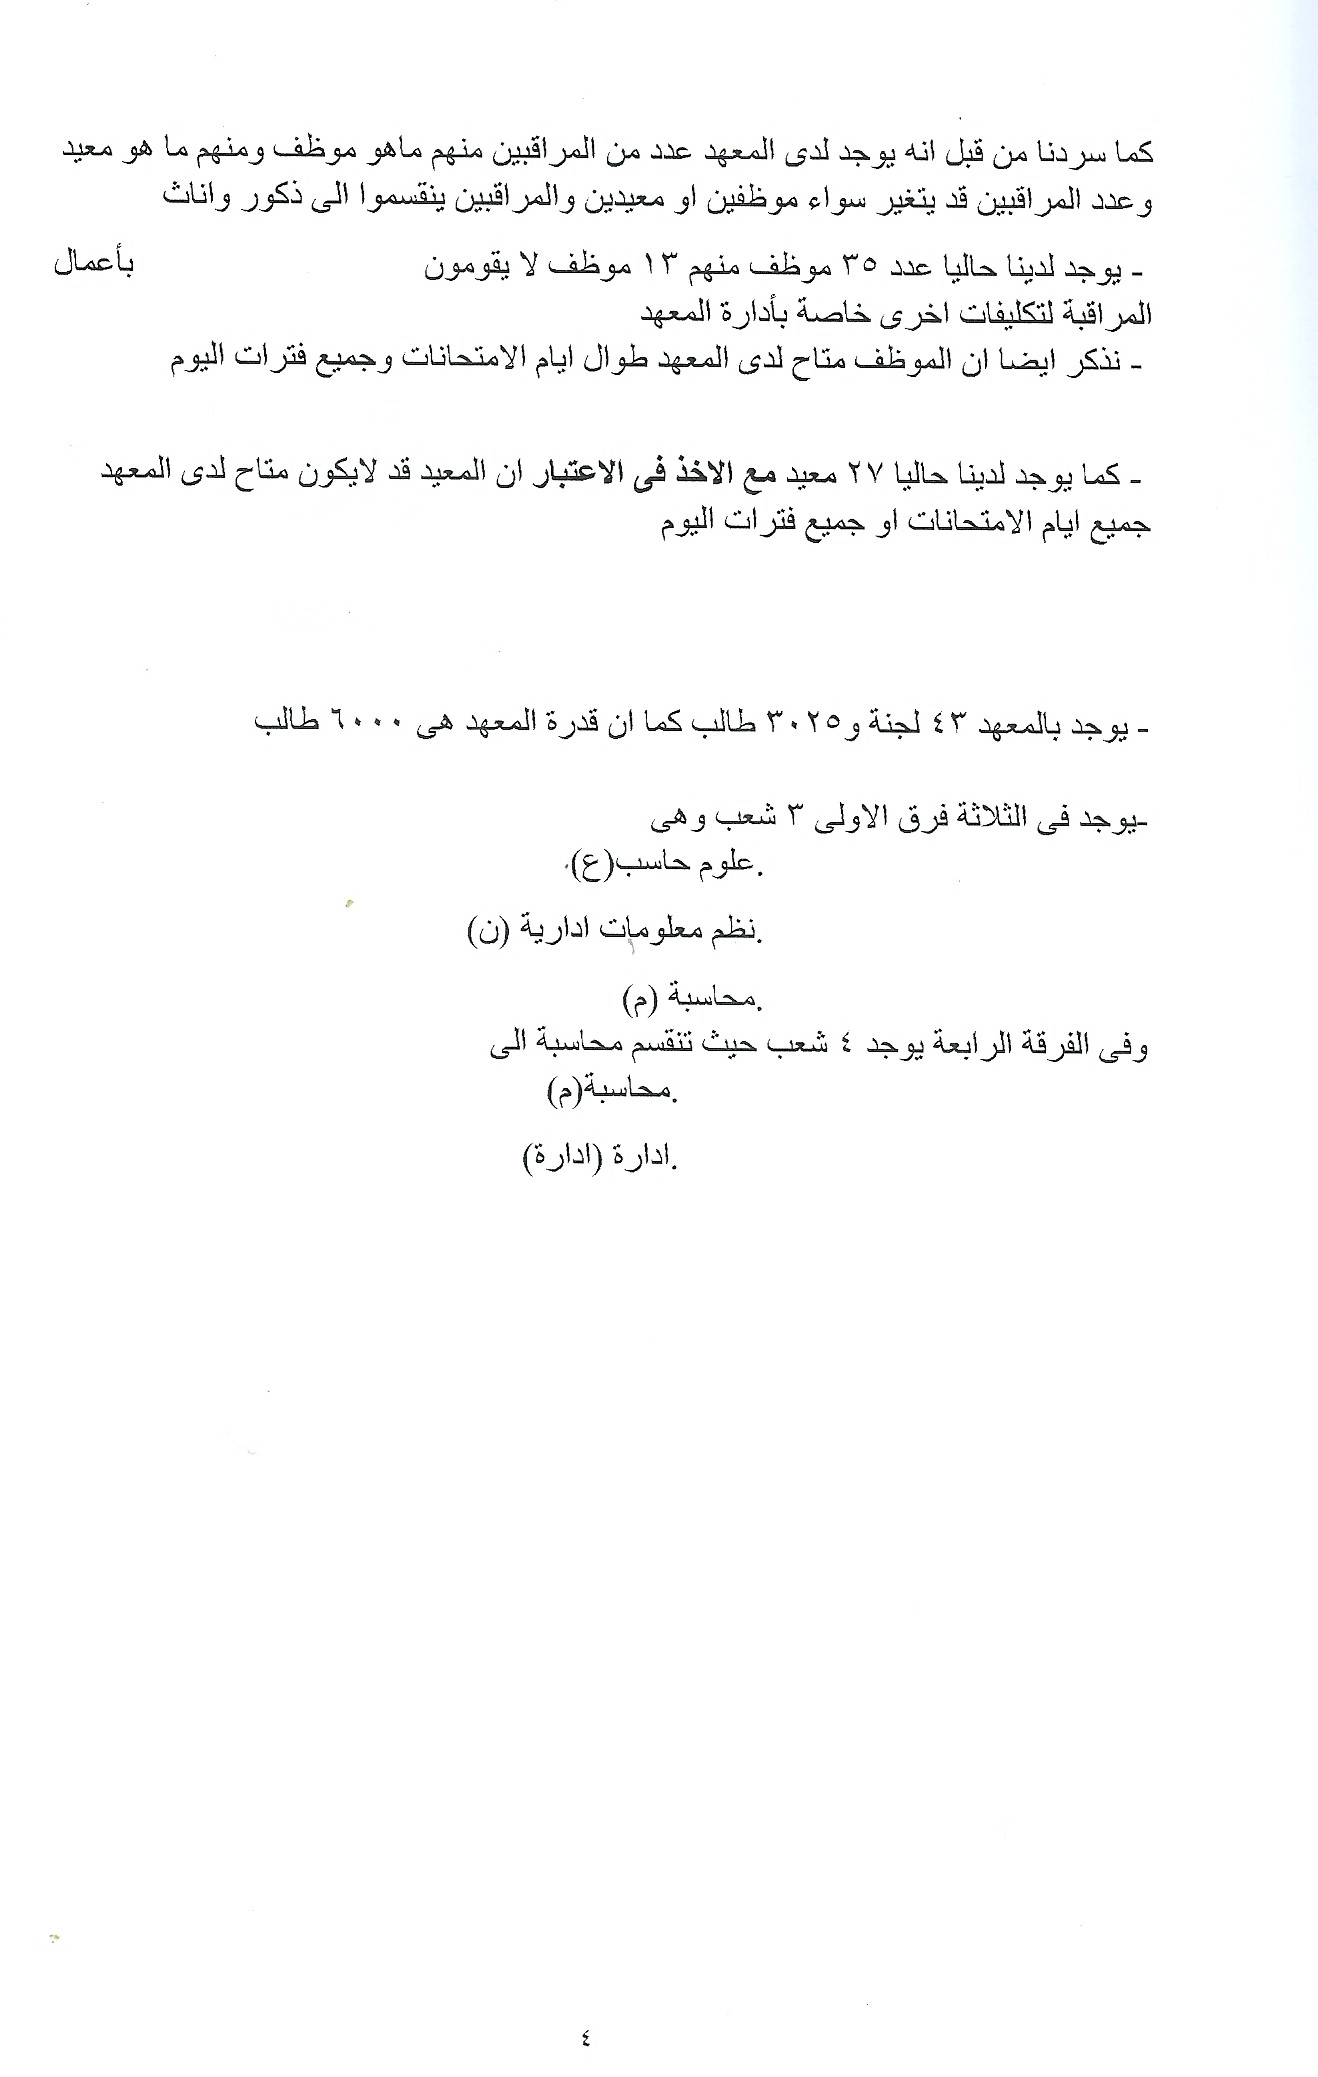 كما سردنا من قبل انه يوجد لدى المعهد عدد من المراقبين منهم ماهو موظف ومنهم ما هو معيد
وعدد المراقبين قد يتغير سواء موظفين او معيدين والمراقبين ينقسموا الى ذكور واناث
- يوجد لدينا حاليا عدد ٣٥ موظف منهم ١٣ موظف لا يقومون بأعمال
المراقبة لتكليفات اخرى خاصة بأدارة المعهد
- نذكر ايضا ان الموظف متاح لدى المعهد طوال ايام الامتحانات وجميع فترات اليوم
- كما يوجد لدينا حاليا ٢٧ معيد مع الاخذ فى الاعتبار ان المعيد قد لايكون متاح لدى المعهد
جميع ايام الامتحانات او جميع فترات اليوم
- يوجد بالمعهد ٤٣ لجنة و٣٠٢٥ طالب كما ان قدرة المعهد هى ٦٠٠٠ طالب
-يوجد فى الثلاثة فرق الاولى ٣ شعب وهى
.علوم حاسب(ع).
.نظم معلومات ادارية (ن)
.محاسبة (م)
وفى الفرقة الرابعة يوجد ٤ شعب حيث تنقسم محاسبة الى
.محاسبة(م)
.ادارة (ادارة)
٤